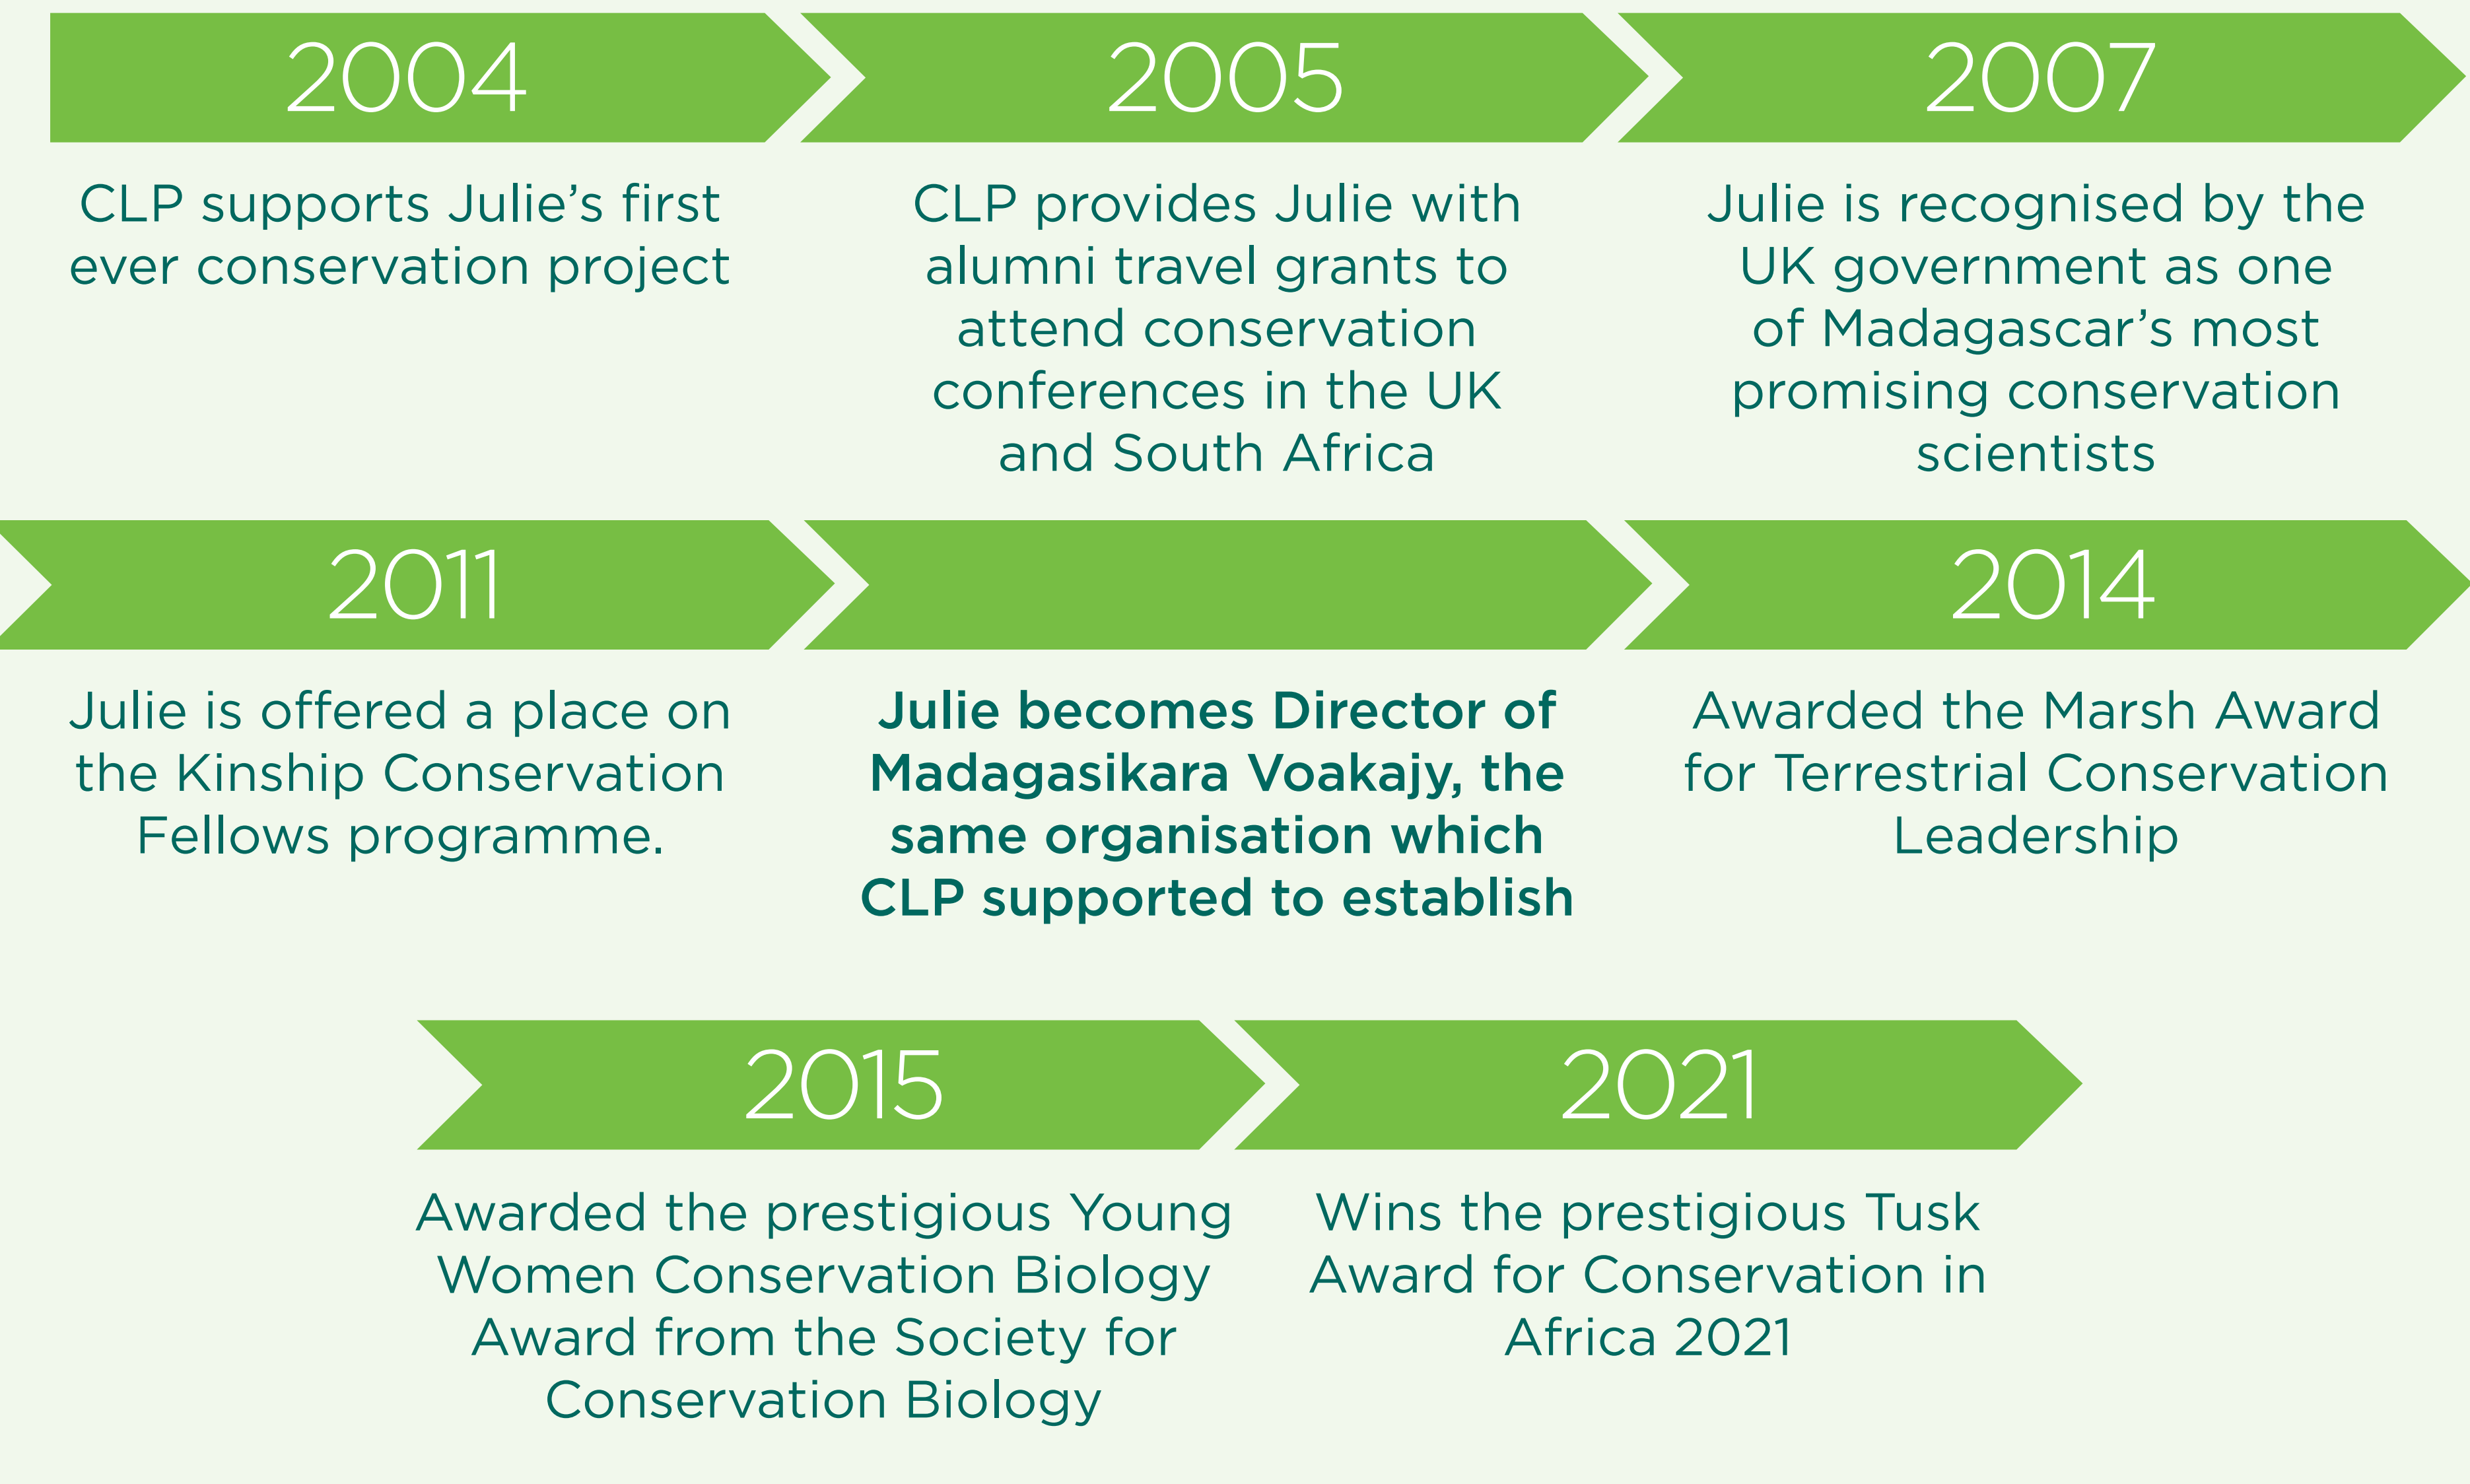 2004
CLP supports Julie’s first
ever conservation project
2005
CLP provides Julie with
alumni travel grants to
attend conservation
conferences in the UK
and South Africa
2007
Julie is recognised by the
UK government as one
of Madagascar’s most
promising conservation
scientists
2011
Julie is offered a place on
the Kinship Conservation
Fellows programme.
Julie becomes Director of
Madagasikara Voakajy, the
same organisation which
CLP supported to establish
2014
Awarded the Marsh Award
for Terrestrial Conservation
Leadership
2015
Awarded the prestigious Young
Women Conservation Biology
Award from the Society for
Conservation Biology
2021
Wins the prestigious Tusk
Award for Conservation in
Africa 2021